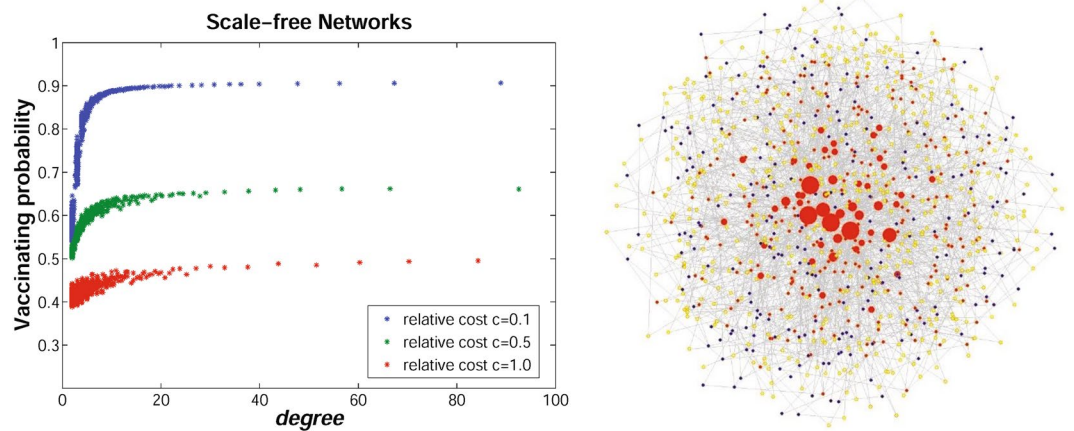 Scale-free Networks
Vaccinating probability
1
0.9
0.8
0.7
0.6
0.5
0.4
0.3
0
20
40
60
80
100
degree
relative cost c=0.1
relative cost c=0.5
relative cost c=1.0